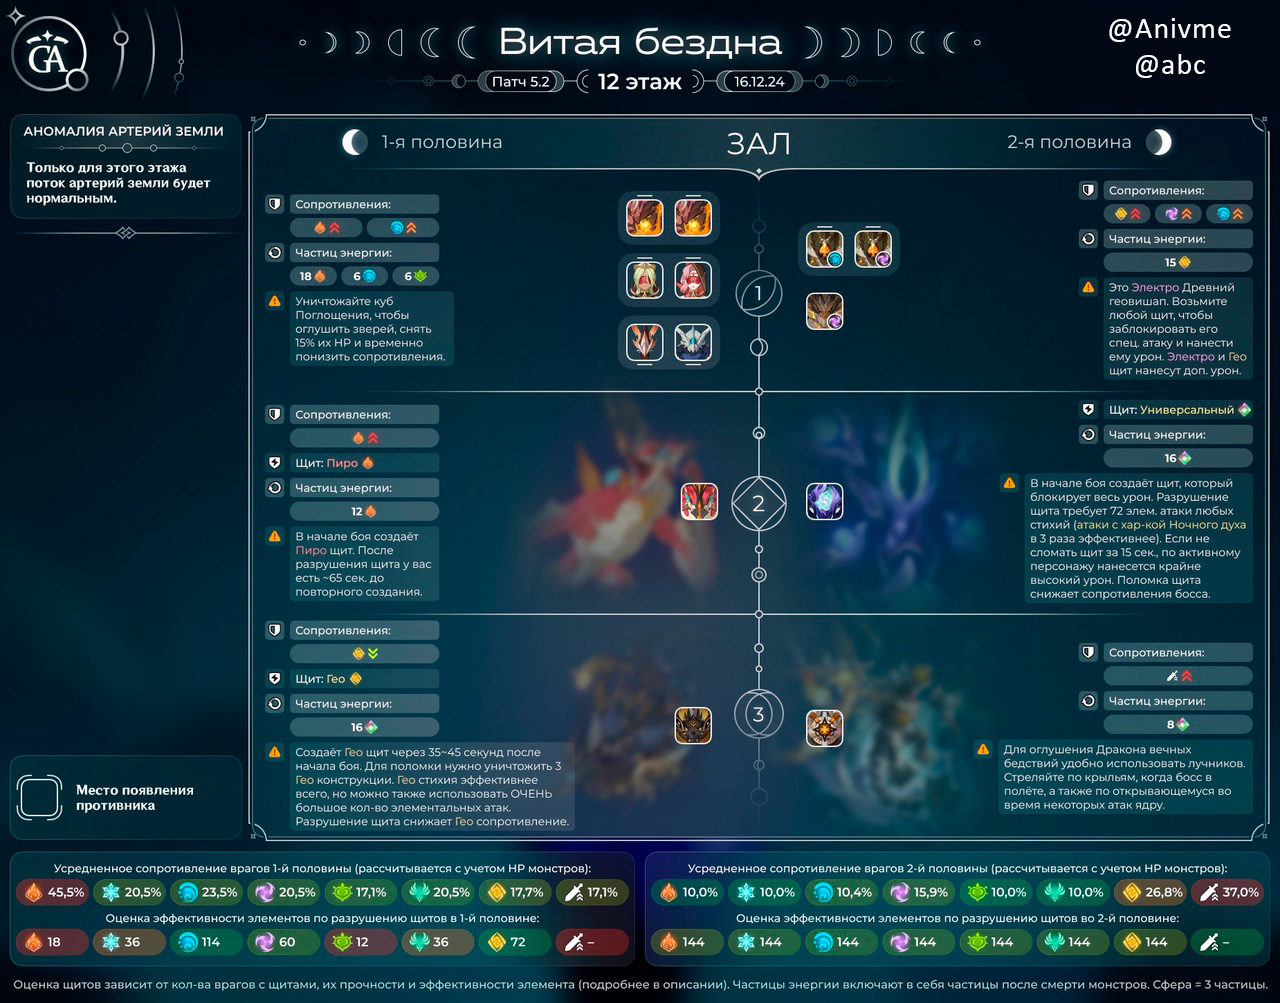 GA
Витая бездна
Патч 5.2
12 этаж
16.12.24
@Anivme
@abc
АНОМАЛИЯ АРТЕРИЙ ЗЕМЛИ
Только для этого этажа
поток артерий земли будет
нормальным.
Место появления
противника
1-я половина
ЗАЛ
2-я половина
Сопротивления:
Частиц энергии:
18
6
6
Уничтожайте куб
Поглощения, чтобы
оглушить зверей, снять
15% их HP и временно
понизить сопротивления.
1
Сопротивления:
Частиц энергии:
15
Это Электро Древний
геовишап. Возьмите
любой щит, чтобы
заблокировать его
спец. атаку и нанести
ему урон. Электро и Гео
щит нанесут доп. урон.
Сопротивления:
Щит: Пиро
Частиц энергии:
12
В начале боя создаёт
Пиро щит. После
разрушения щита у вас
есть ~65 сек. до
повторного создания.
2
Щит: Универсальный
Частиц энергии:
16
В начале боя создаёт щит, который
блокирует весь урон. Разрушение
щита требует 72 элем. атаки любых
стихий (атаки с хар-кой Ночного духа
в 3 раза эффективнее). Если не
сломать щит за 15 сек., по активному
персонажу нанесется крайне
высокий урон. Поломка щита
снижает сопротивления босса.
Сопротивления:
Щит: Гео
Частиц энергии:
16
Создаёт Гео щит через 35~45 секунд после
начала боя. Для поломки нужно уничтожить 3
Гео конструкции. Гео стихия эффективнее
всего, но можно также использовать ОЧЕНЬ
большое кол-во элементальных атак.
Разрушение щита снижает Гео сопротивление.
3
Сопротивления:
Частиц энергии:
8
Для оглушения Дракона вечных
бедствий удобно использовать лучников.
Стреляйте по крыльям, когда босс в
полёте, а также по открывающемуся во
время некоторых атак ядру.
Усредненное сопротивление врагов 1-й половины (рассчитывается с учетом HP монстров):
45,5% 20,5% 23,5% 20,5% 17,1% 20,5% 17,7% 17,1%
Оценка эффективности элементов по разрушению щитов в 1-й половине:
18 36 114 60 12 36 72 –
Усредненное сопротивление врагов 2-й половины (рассчитывается с учетом HP монстров):
10,0% 10,0% 10,4% 15,9% 10,0% 10,0% 26,8% 37,0%
Оценка эффективности элементов по разрушению щитов во 2-й половине:
144 144 144 144 144 144 144 –
Оценка щитов зависит от кол-ва врагов с щитами, их прочности и эффективности элемента (подробнее в описании). Частицы энергии включают в себя частицы после смерти монстров. Сфера = 3 частицы.